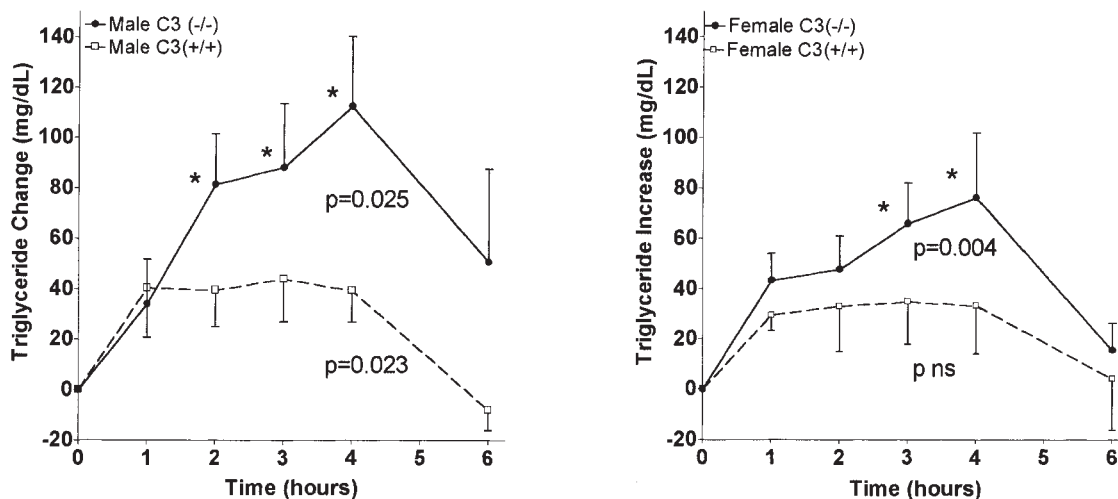 Male C3 (-/-)
Male C3(+/+)
Triglyceride Change (mg/dL)
140
120
100
80
60
40
20
0
-20
*
*
*
p=0.025
p=0.023
0 1 2 3 4 5 6
Time (hours)
Female C3(-/-)
Female C3(+/+)
Triglyceride Increase (mg/dL)
140
120
100
80
60
40
20
0
-20
*
*
p=0.004
p ns
0 1 2 3 4 5 6
Time (hours)